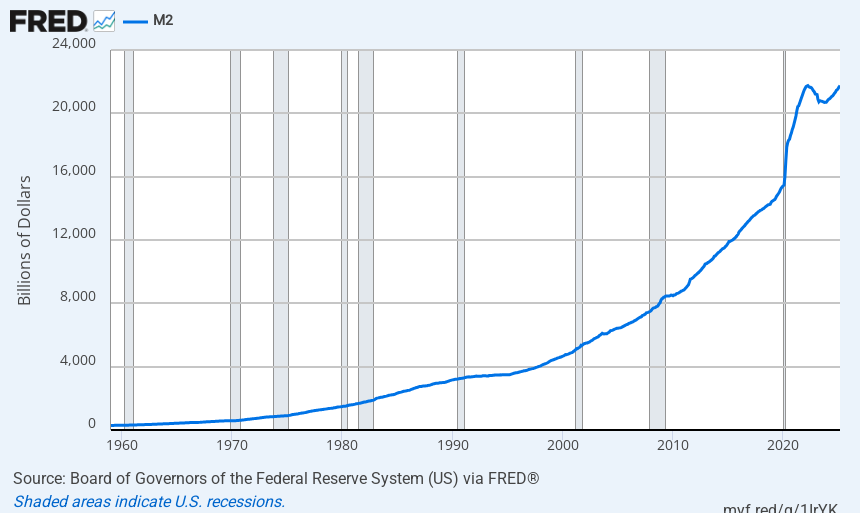 FRED M2
24,000
20,000
16,000
12,000
8,000
4,000
0
Billions of Dollars
1960 1970 1980 1990 2000 2010 2020
Source: Board of Governors of the Federal Reserve System (US) via FRED®
Shaded areas indicate U.S. recessions.